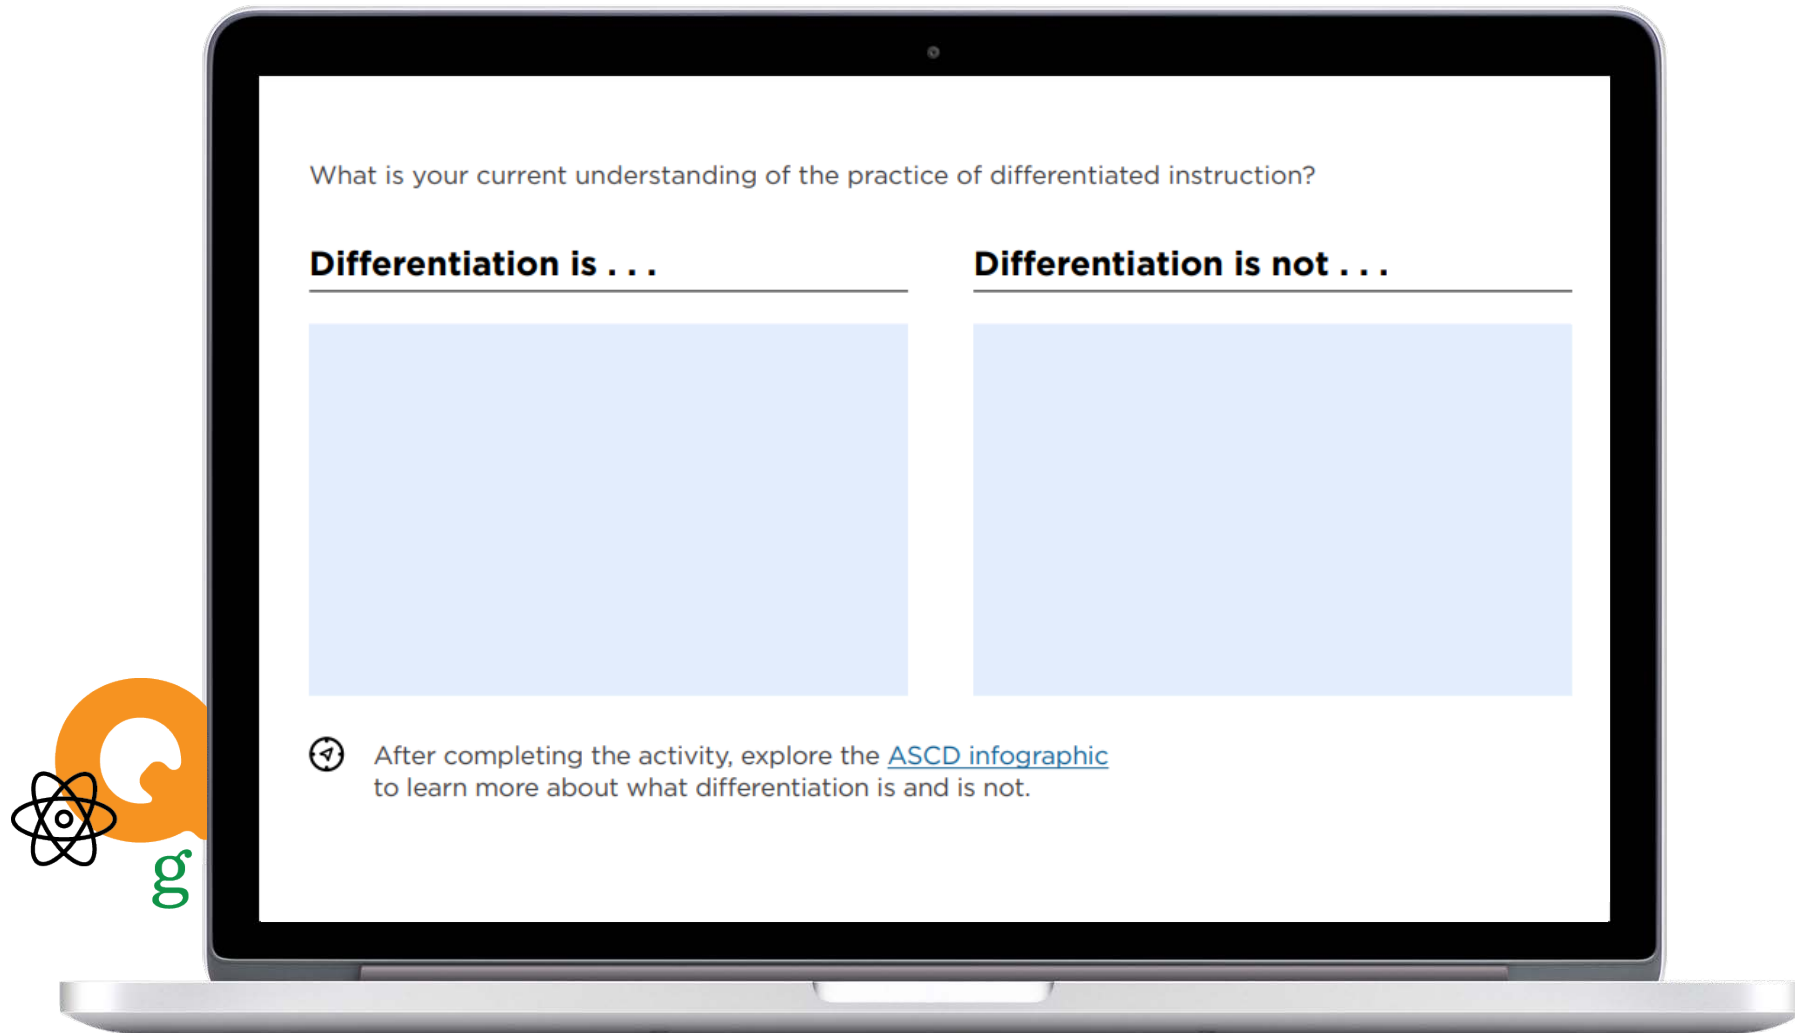 What is your current understanding of the practice of differentiated instruction?
Differentiation is . . .
Differentiation is not . . .
After completing the activity, explore the ASCD infographic
to learn more about what differentiation is and is not.
Q
g